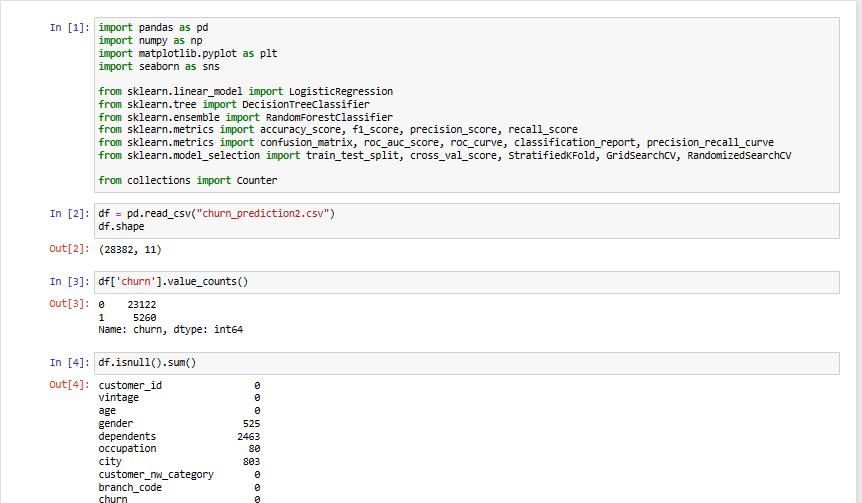 In [1]: import pandas as pd
import numpy as np
import matplotlib.pyplot as plt
import seaborn as sns
from sklearn.linear_model import LogisticRegression
from sklearn.tree import DecisionTreeClassifier
from sklearn.ensemble import RandomForestClassifier
from sklearn.metrics import accuracy_score, f1_score, precision_score, recall_score
from sklearn.metrics import confusion_matrix, roc_auc_score, roc_curve, classification_report, precision_recall_curve
from sklearn.model_selection import train_test_split, cross_val_score, StratifiedKFold, GridSearchCV, RandomizedSearchCV
from collections import Counter
In [2]: df = pd.read_csv("churn_prediction2.csv")
df.shape
Out[2]: (28382, 11)
In [3]: df['churn'].value_counts()
Out[3]: 0    23122
1     5260
Name: churn, dtype: int64
In [4]: df.isnull().sum()
Out[4]: customer_id                0
vintage                    0
age                        0
gender                   525
dependents              2463
occupation                80
city                     803
customer_nw_category       0
branch_code                0
churn                      0